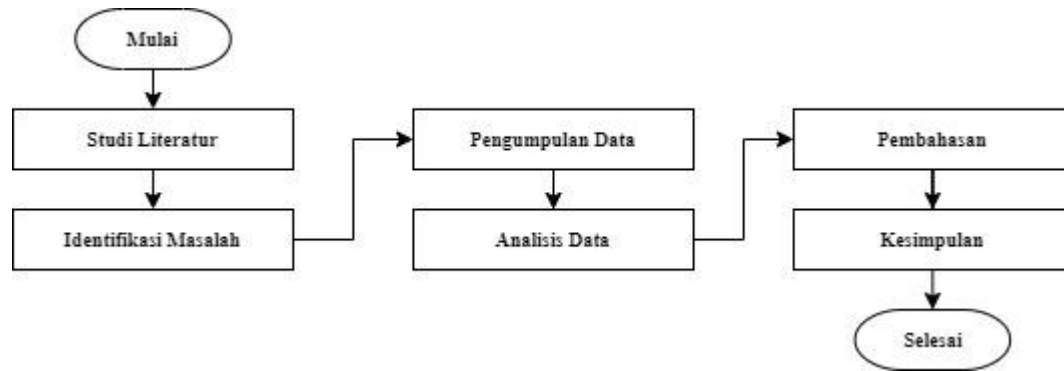 Mulai
Studi Literatur
Identifikasi Masalah
Pengumpulan Data
Analisis Data
Pembahasan
Kesimpulan
Selesai